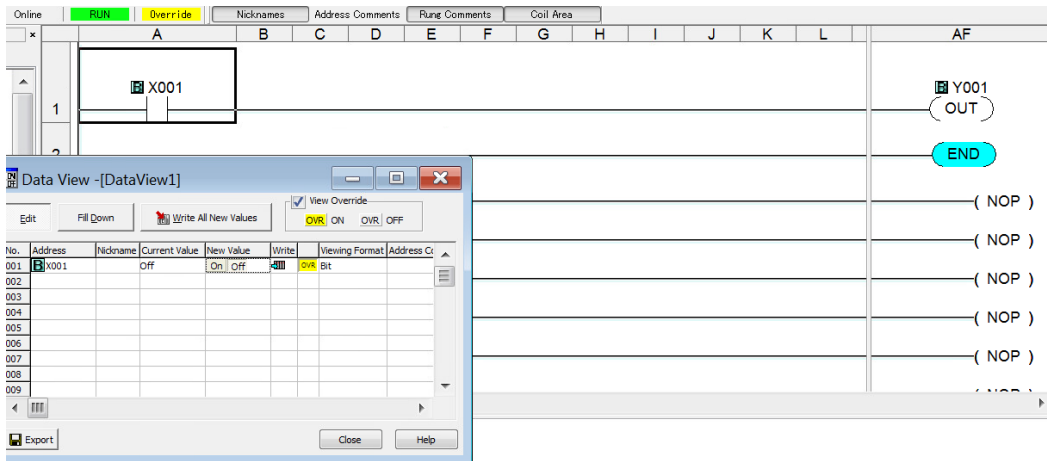 Online RUN Override Nicknames Address Comments Rung Comments Coil Area
× A B C D E F G H I J K L AF
B X001 B Y001
1 OUT
2 END
Data View -[DataView1]
View Override
Edit Fill Down Write All New Values OVR ON OVR OFF
( NOP )
No. Address Nickname Current Value New Value Write Viewing Format Address Cc
001 B X001 Off On Off OVR Bit
( NOP )
002
003
( NOP )
004
005
( NOP )
006
007
( NOP )
008
009
Export Close Help